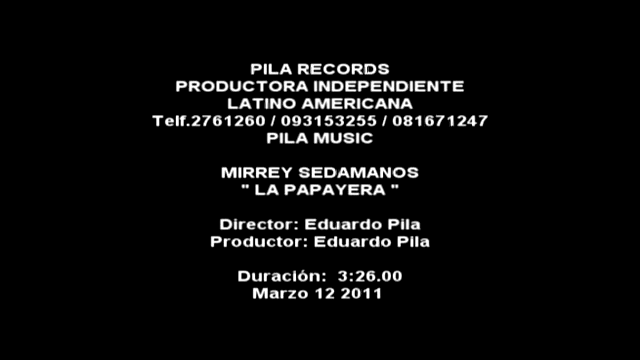 PILA RECORDS
PRODUCTORA INDEPENDIENTE
LATINO AMERICANA
Telf.2761260 / 093153255 / 081671247
PILA MUSIC
MIRREY SEDAMANOS
" LA PAPAYERA "
Director: Eduardo Pila
Productor: Eduardo Pila
Duración:  3:26.00
Marzo 12 2011